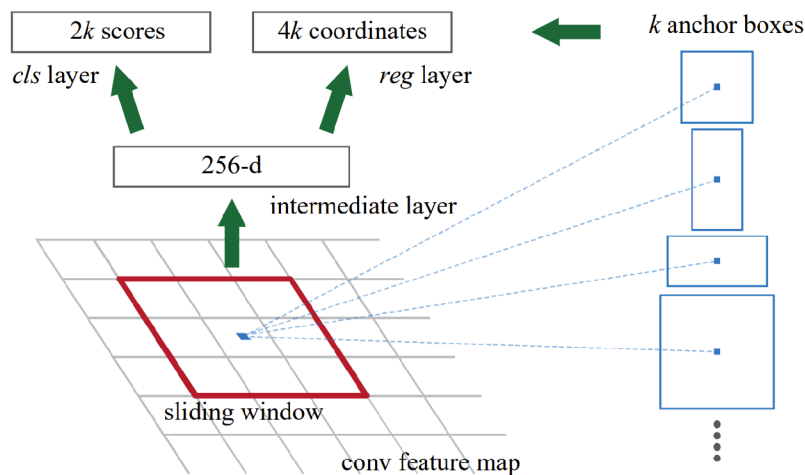 2k scores
4k coordinates
k anchor boxes
cls layer
reg layer
256-d
intermediate layer
sliding window
conv feature map